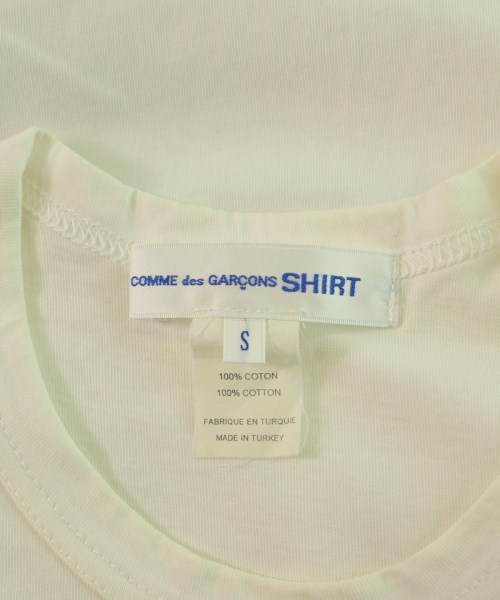 COMME des GARÇONS SHIRT
S
100% COTON
100% COTTON
FABRIQUE EN TURQUIE
MADE IN TURKEY